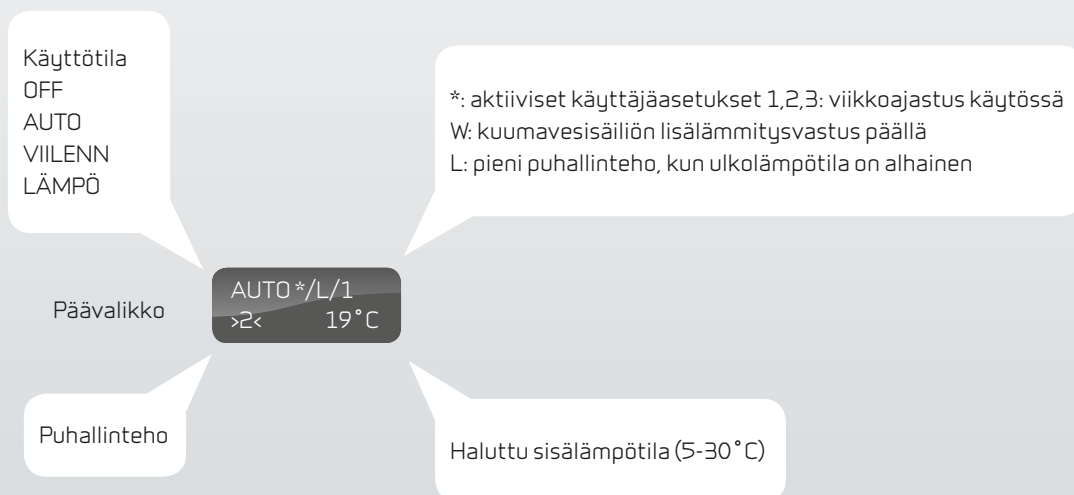 Käyttötila
OFF
AUTO
VIILENN
LÄMPÖ
*: aktiiviset käyttäjäasetukset 1,2,3: viikkoajastus käytössä
W: kuumavesisäiliön lisälämmitysvastus päällä
L: pieni puhallinteho, kun ulkolämpötila on alhainen
Päävalikko
AUTO */L/1
>2< 19°C
Puhallinteho
Haluttu sisälämpötila (5-30°C)